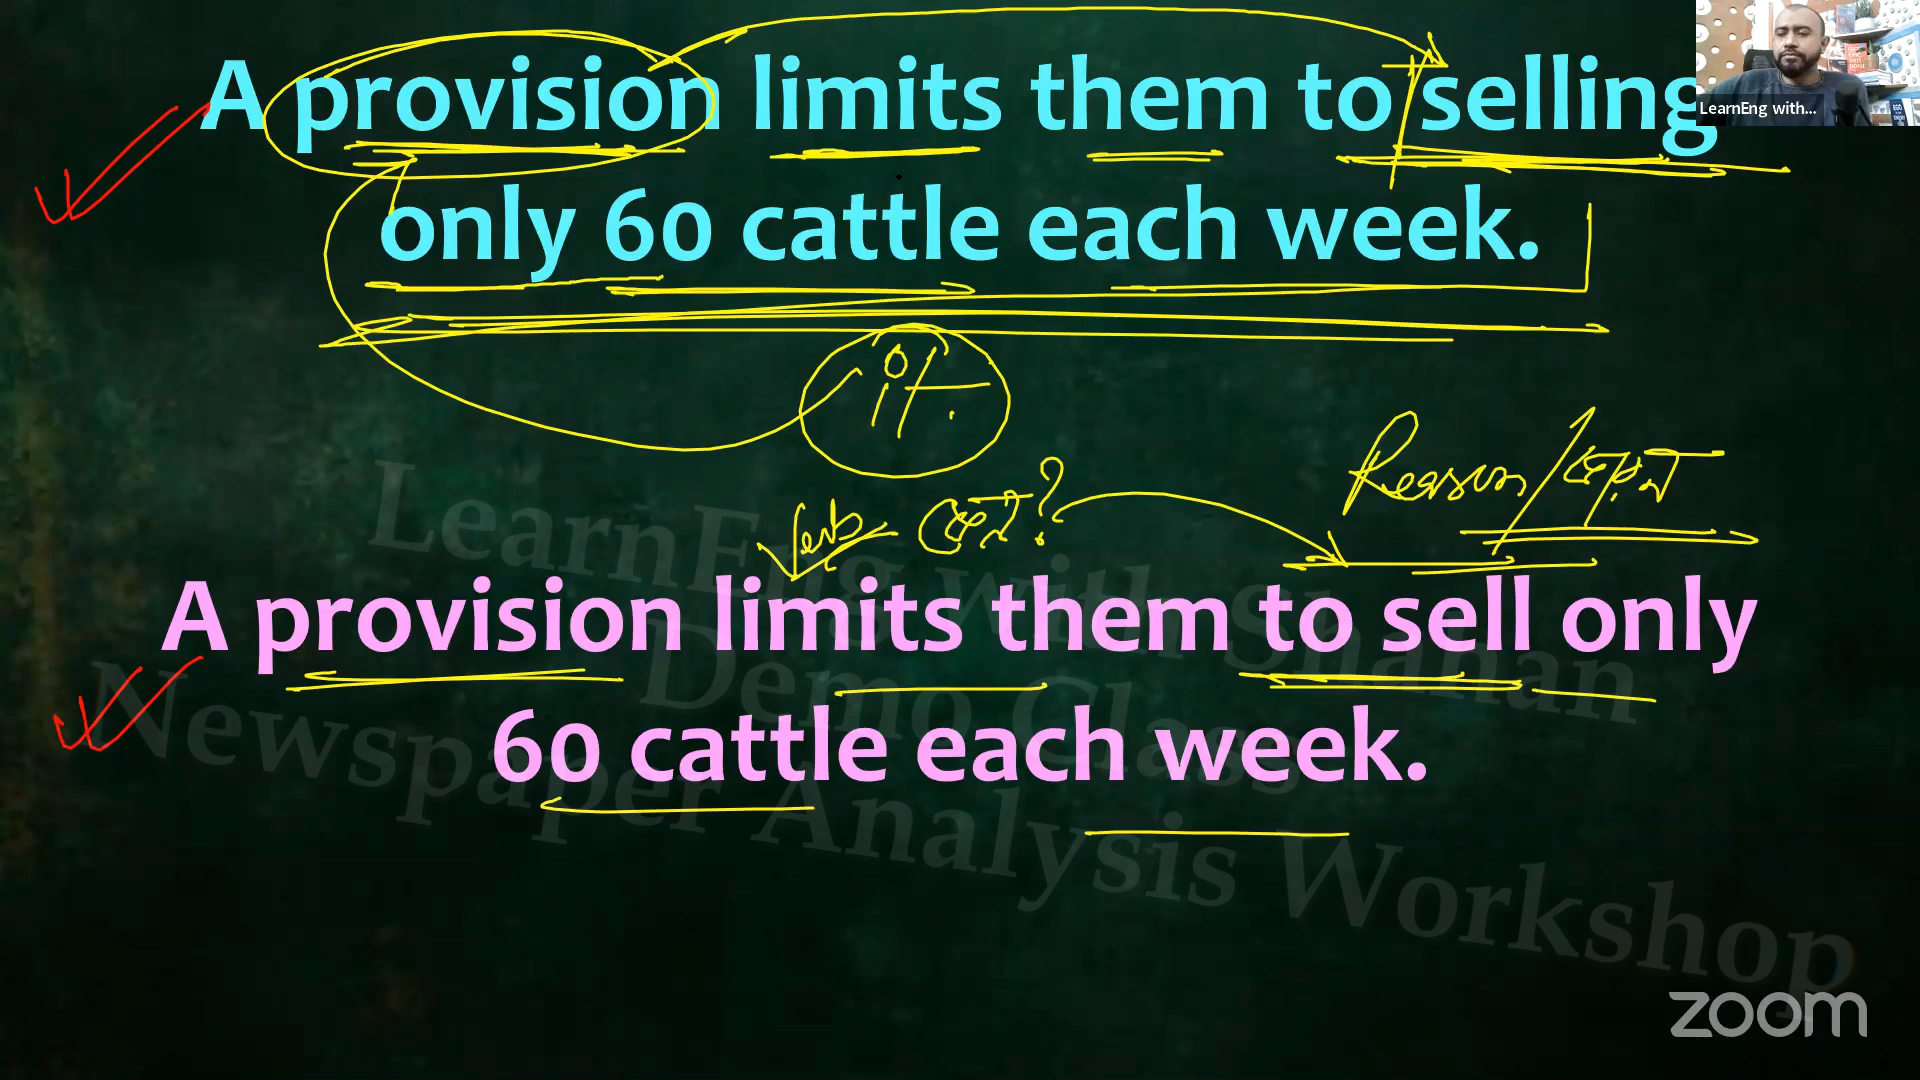 A provision limits them to selling
LearnEng with...
only 60 cattle each week.
it.
Reason/কেন
Verb কেন?
A provision limits them to sell only
60 cattle each week.
LearnEng with Shahan
Demo Class
Newspaper Analysis Workshop
zoom